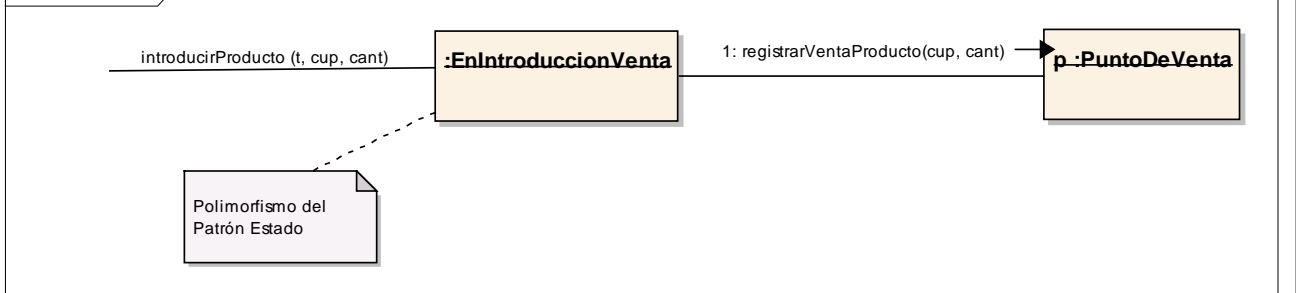 introducirProducto (t, cup, cant)
:EnIntroduccionVenta
1: registrarVentaProducto(cup, cant)
p :PuntoDeVenta
Polimorfismo del
Patrón Estado